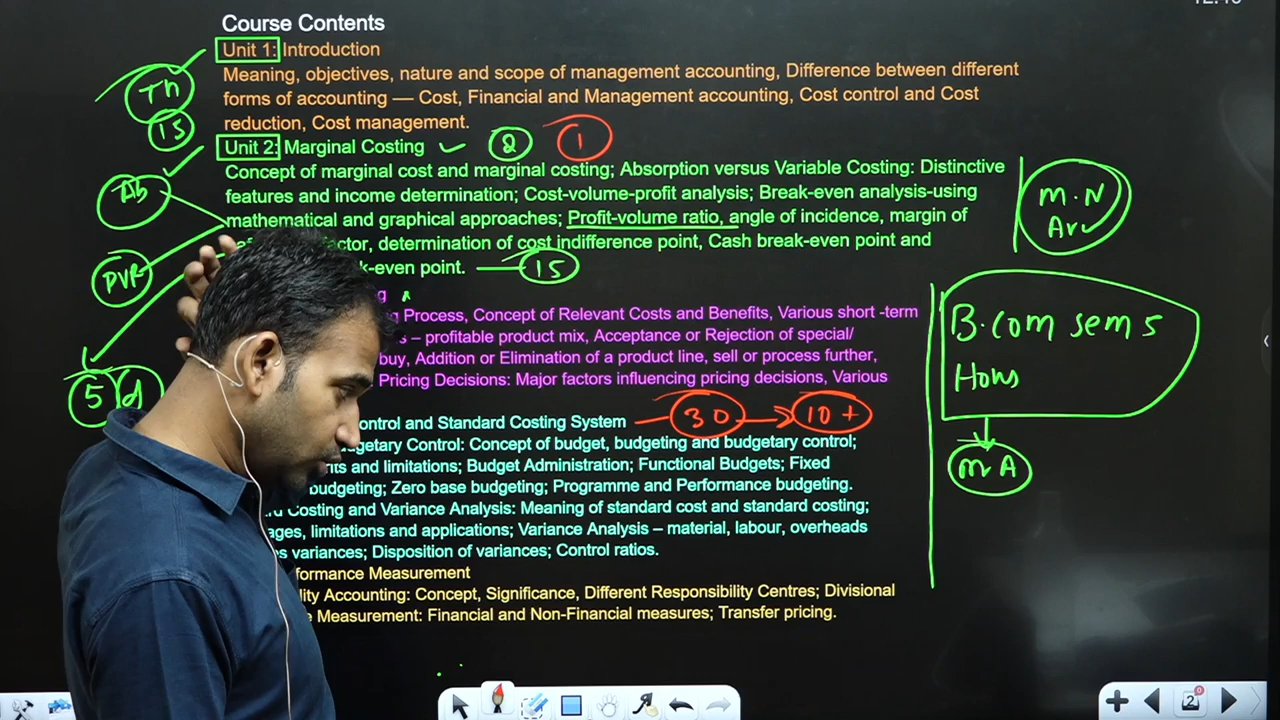 Course Contents
Unit 1: Introduction
Meaning, objectives, nature and scope of management accounting, Difference between different
forms of accounting — Cost, Financial and Management accounting, Cost control and Cost
reduction, Cost management.
Th
15
Unit 2: Marginal Costing
2
1
Concept of marginal cost and marginal costing; Absorption versus Variable Costing: Distinctive
features and income determination; Cost-volume-profit analysis; Break-even analysis-using
mathematical and graphical approaches; Profit-volume ratio, angle of incidence, margin of
factor, determination of cost indifference point, Cash break-even point and
k-even point.
15
PVR
5 d
M.N
g Process, Concept of Relevant Costs and Benefits, Various short -term
s – profitable product mix, Acceptance or Rejection of special/
buy, Addition or Elimination of a product line, sell or process further,
Pricing Decisions: Major factors influencing pricing decisions, Various
ontrol and Standard Costing System
30
10 +
dgetary Control: Concept of budget, budgeting and budgetary control;
its and limitations; Budget Administration; Functional Budgets; Fixed
budgeting; Zero base budgeting; Programme and Performance budgeting.
Costing and Variance Analysis: Meaning of standard cost and standard costing;
ages, limitations and applications; Variance Analysis – material, labour, overheads
s variances; Disposition of variances; Control ratios.
formance Measurement
lity Accounting: Concept, Significance, Different Responsibility Centres; Divisional
e Measurement: Financial and Non-Financial measures; Transfer pricing.
B.com sem 5
Hons
m A
2